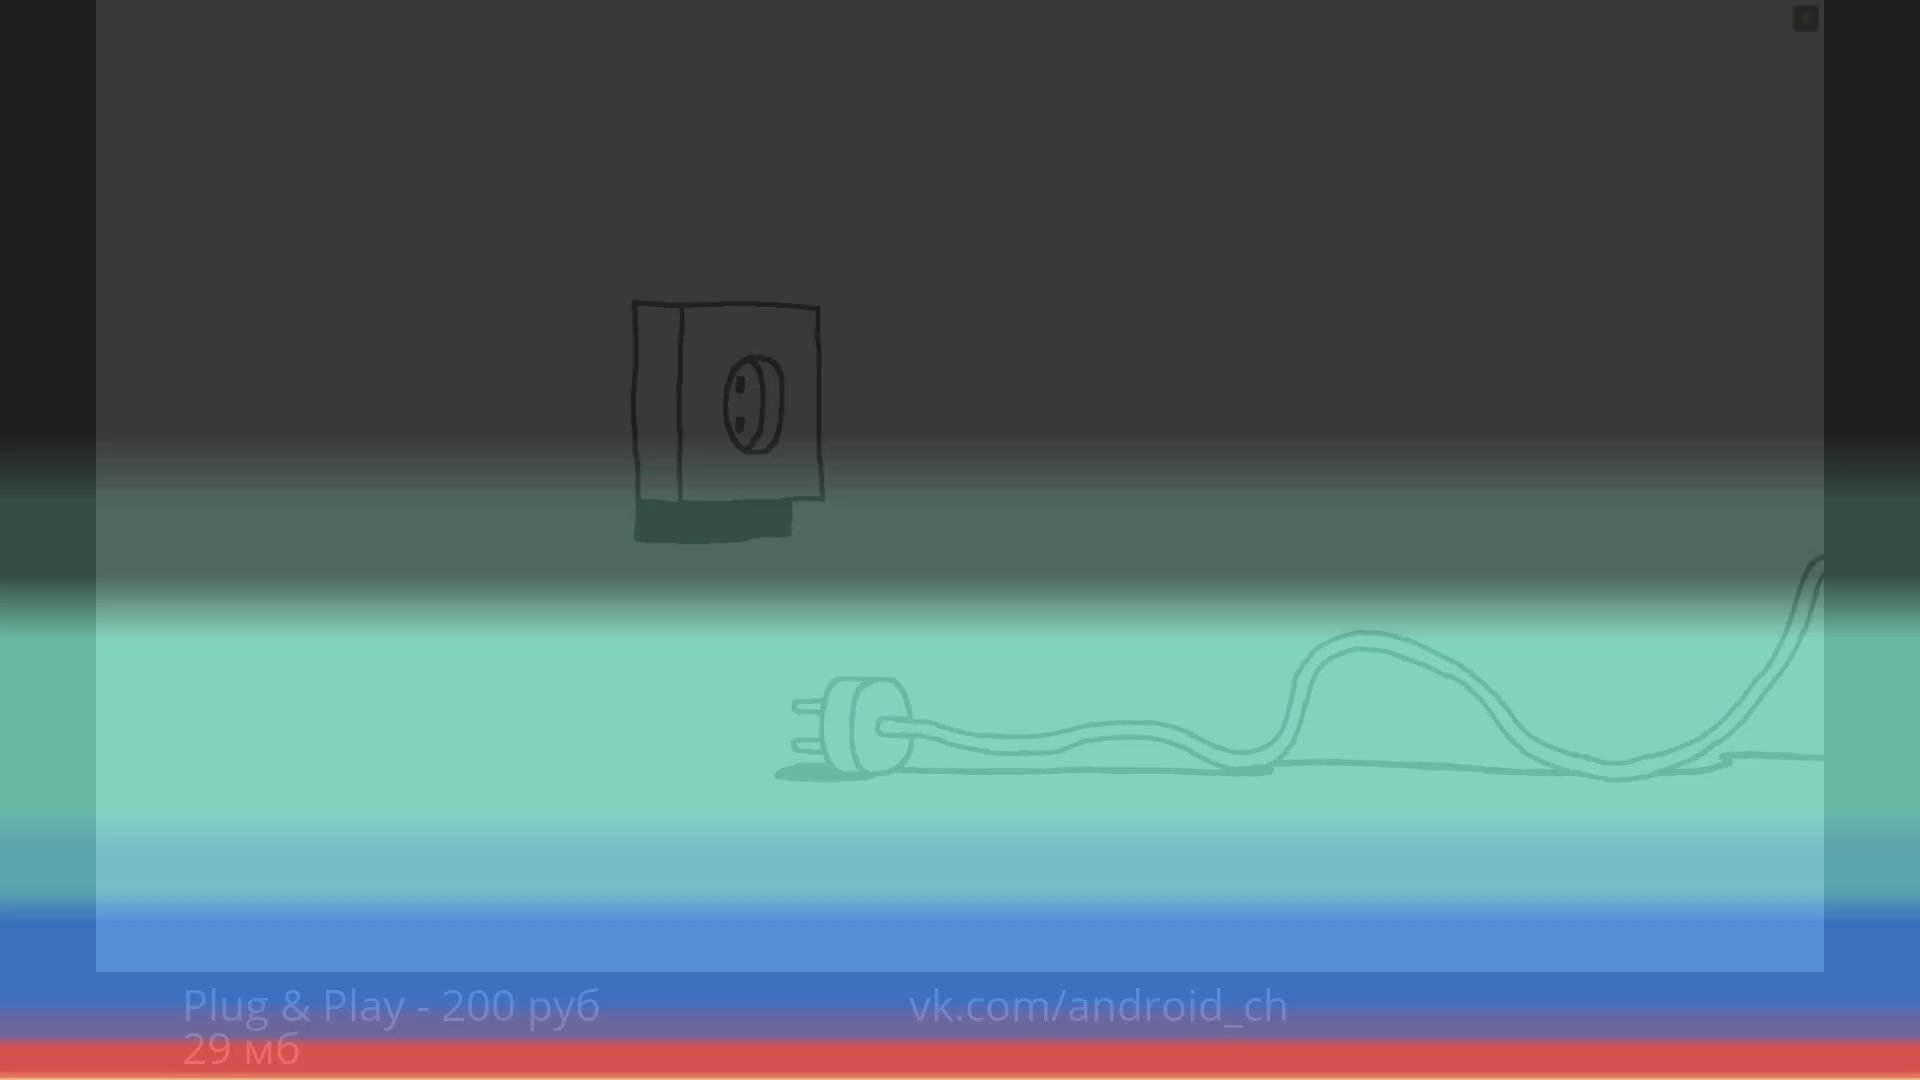 Plug & Play - 200 руб
vk.com/android_ch
29 мб